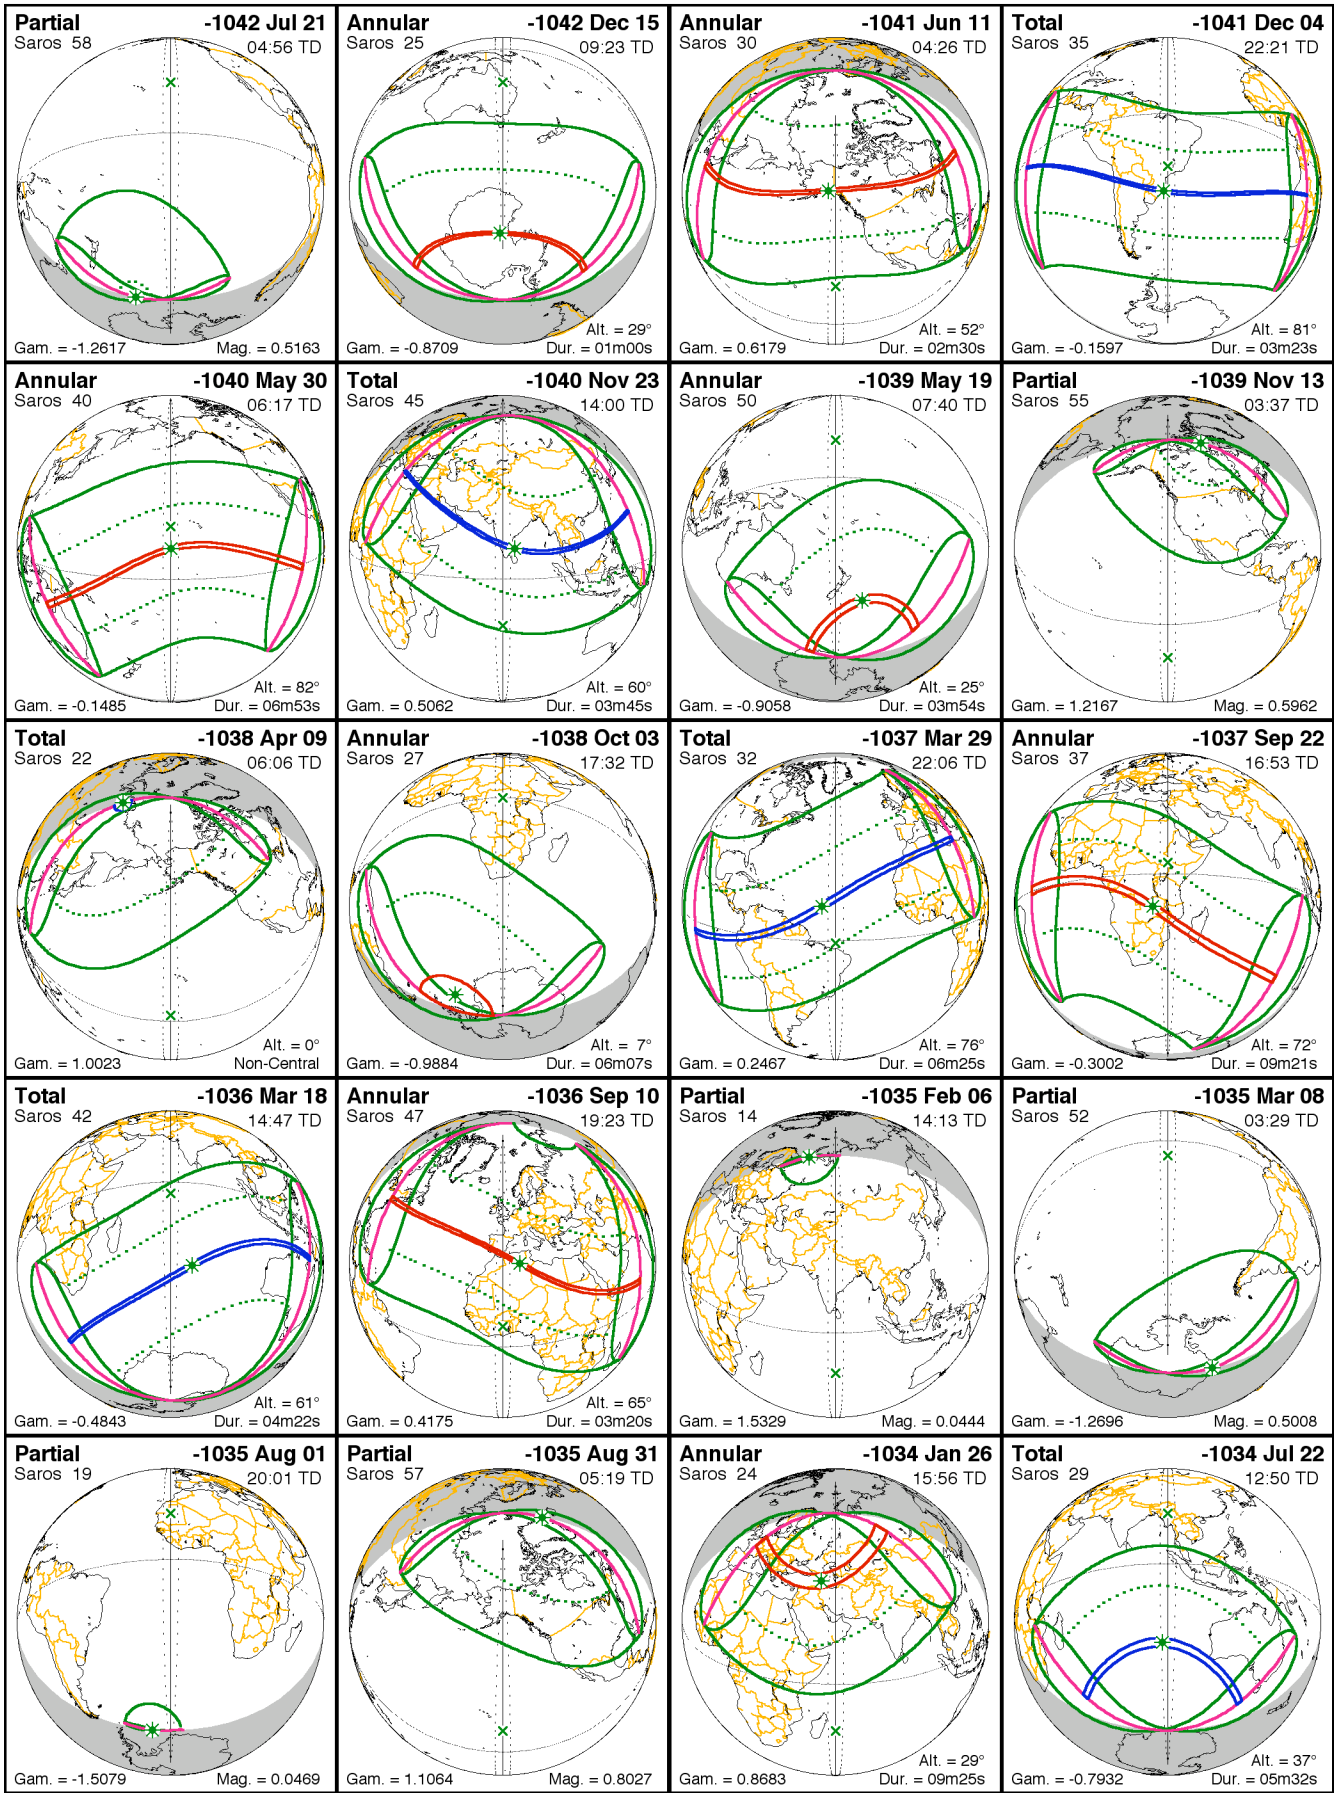 Partial -1042 Jul 21
Saros 58 04:56 TD
Gam. = -1.2617 Mag. = 0.5163
Annular -1042 Dec 15
Saros 25 09:23 TD
Alt. = 29°
Gam. = -0.8709 Dur. = 01m00s
Annular -1041 Jun 11
Saros 30 04:26 TD
Alt. = 52°
Gam. = 0.6179 Dur. = 02m30s
Total -1041 Dec 04
Saros 35 22:21 TD
Alt. = 81°
Gam. = -0.1597 Dur. = 03m23s
Annular -1040 May 30
Saros 40 06:17 TD
Alt. = 82°
Gam. = -0.1485 Dur. = 06m53s
Total -1040 Nov 23
Saros 45 14:00 TD
Alt. = 60°
Gam. = 0.5062 Dur. = 03m45s
Annular -1039 May 19
Saros 50 07:40 TD
Alt. = 25°
Gam. = -0.9058 Dur. = 03m54s
Partial -1039 Nov 13
Saros 55 03:37 TD
Gam. = 1.2167 Mag. = 0.5962
Total -1038 Apr 09
Saros 22 06:06 TD
Alt. = 0°
Gam. = 1.0023 Non-Central
Annular -1038 Oct 03
Saros 27 17:32 TD
Alt. = 7°
Gam. = -0.9884 Dur. = 06m07s
Total -1037 Mar 29
Saros 32 22:06 TD
Alt. = 76°
Gam. = 0.2467 Dur. = 06m25s
Annular -1037 Sep 22
Saros 37 16:53 TD
Alt. = 72°
Gam. = -0.3002 Dur. = 09m21s
Total -1036 Mar 18
Saros 42 14:47 TD
Alt. = 61°
Gam. = -0.4843 Dur. = 04m22s
Annular -1036 Sep 10
Saros 47 19:23 TD
Alt. = 65°
Gam. = 0.4175 Dur. = 03m20s
Partial -1035 Feb 06
Saros 14 14:13 TD
Gam. = 1.5329 Mag. = 0.0444
Partial -1035 Mar 08
Saros 52 03:29 TD
Gam. = -1.2696 Mag. = 0.5008
Partial -1035 Aug 01
Saros 19 20:01 TD
Gam. = -1.5079 Mag. = 0.0469
Partial -1035 Aug 31
Saros 57 05:19 TD
Gam. = 1.1064 Mag. = 0.8027
Annular -1034 Jan 26
Saros 24 15:56 TD
Alt. = 29°
Gam. = 0.8683 Dur. = 09m25s
Total -1034 Jul 22
Saros 29 12:50 TD
Alt. = 37°
Gam. = -0.7932 Dur. = 05m32s